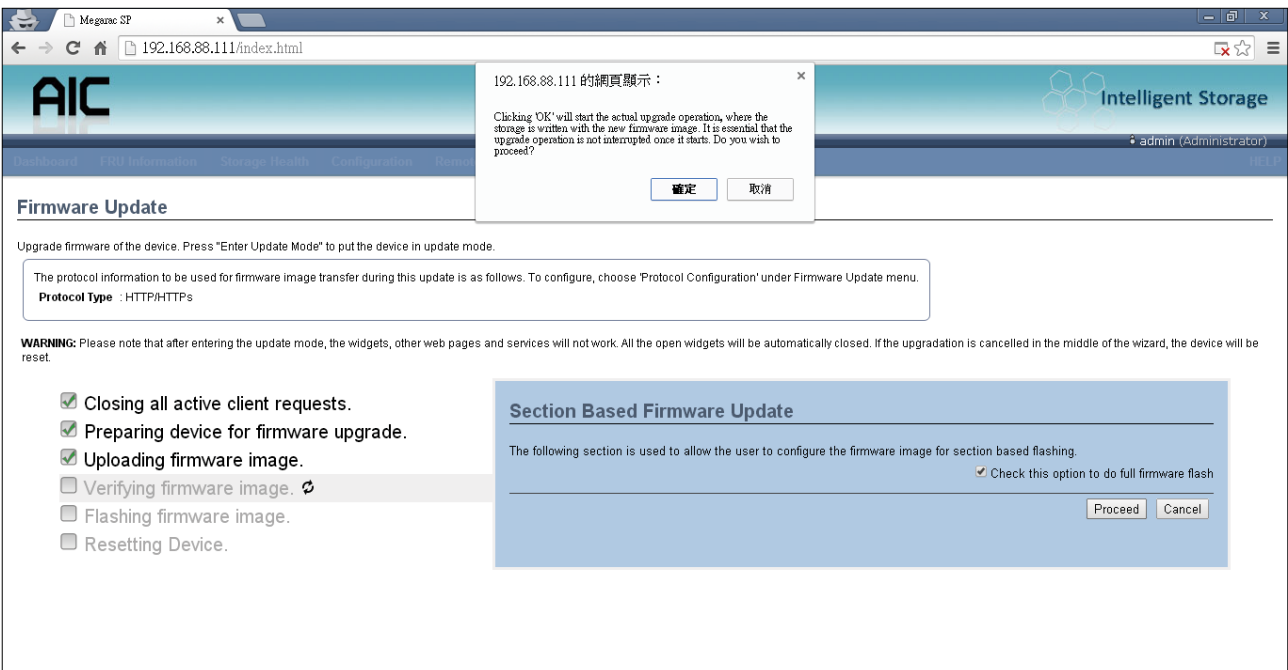 Megarac SP
192.168.88.111/index.html
AIC
Intelligent Storage
admin (Administrator)
Dashboard FRU Information Storage Health Configuration Remo
HELP
192.168.88.111 的網頁顯示：
Clicking 'OK' will start the actual upgrade operation, where the
storage is written with the new firmware image. It is essential that the
upgrade operation is not interrupted once it starts. Do you wish to
proceed?
確定 取消
Firmware Update
Upgrade firmware of the device. Press "Enter Update Mode" to put the device in update mode.
The protocol information to be used for firmware image transfer during this update is as follows. To configure, choose 'Protocol Configuration' under Firmware Update menu.
Protocol Type : HTTP/HTTPs
WARNING: Please note that after entering the update mode, the widgets, other web pages and services will not work. All the open widgets will be automatically closed. If the upgradation is cancelled in the middle of the wizard, the device will be
reset.
Closing all active client requests.
Preparing device for firmware upgrade.
Uploading firmware image.
Verifying firmware image.
Flashing firmware image.
Resetting Device.
Section Based Firmware Update
The following section is used to allow the user to configure the firmware image for section based flashing.
Check this option to do full firmware flash
Proceed Cancel